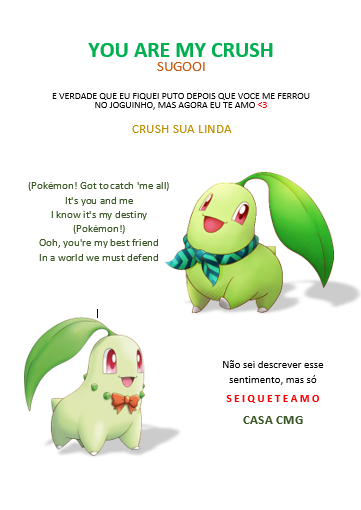 YOU ARE MY CRUSH
SUGOOI
E VERDADE QUE EU FIQUEI PUTO DEPOIS QUE VOCE ME FERROU
NO JOGUINHO, MAS AGORA EU TE AMO <3
CRUSH SUA LINDA
(Pokémon! Got to catch 'me all)
It's you and me
I know it's my destiny
(Pokémon!)
Ooh, you're my best friend
In a world we must defend
Não sei descrever esse
sentimento, mas só
S E I Q U E T E A M O
CASA CMG